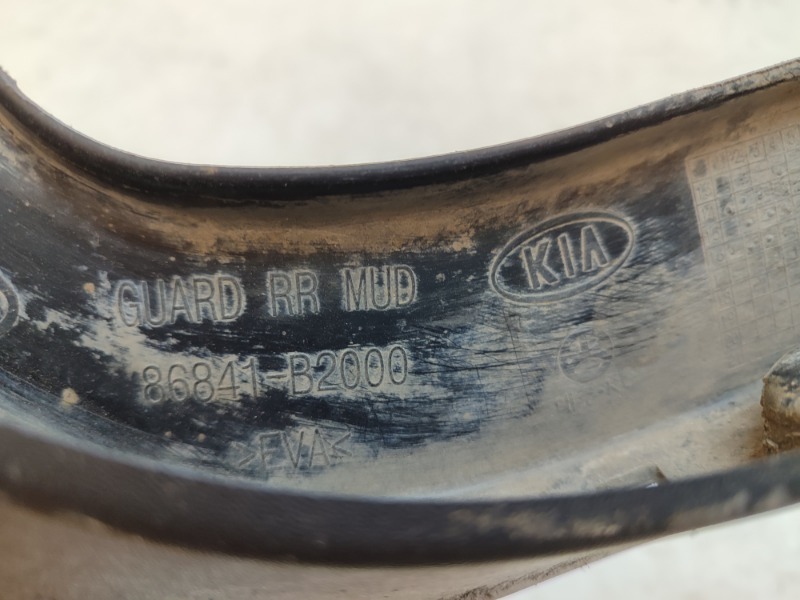 GUARD RR MUD
KIA
86841-B2000
>EVA<